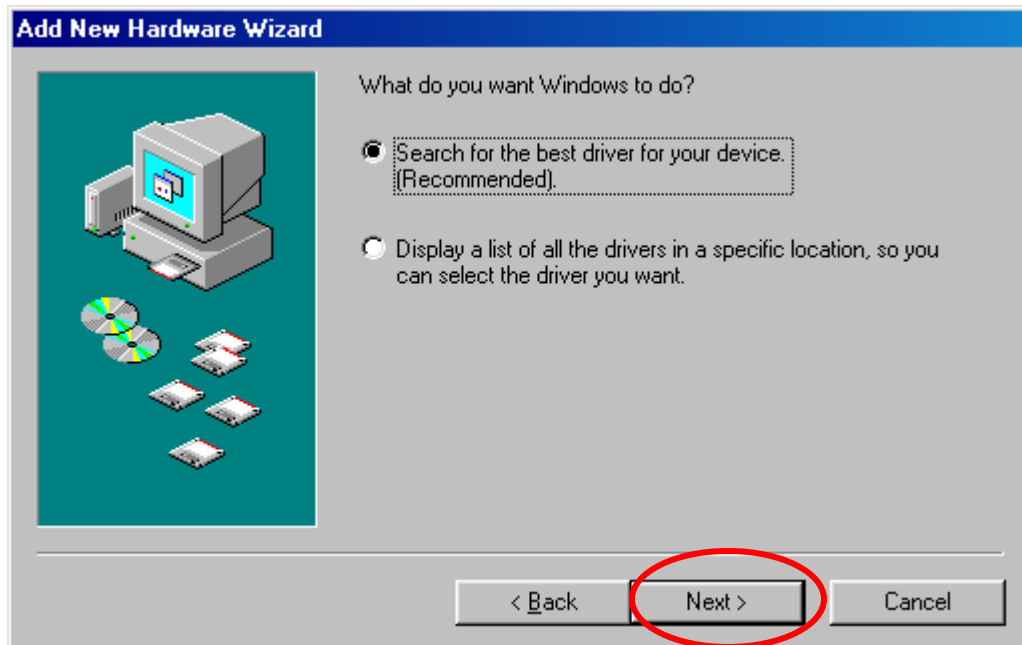 Add New Hardware Wizard
What do you want Windows to do?
Search for the best driver for your device.
(Recommended).
Display a list of all the drivers in a specific location, so you
can select the driver you want.
< Back
Next >
Cancel